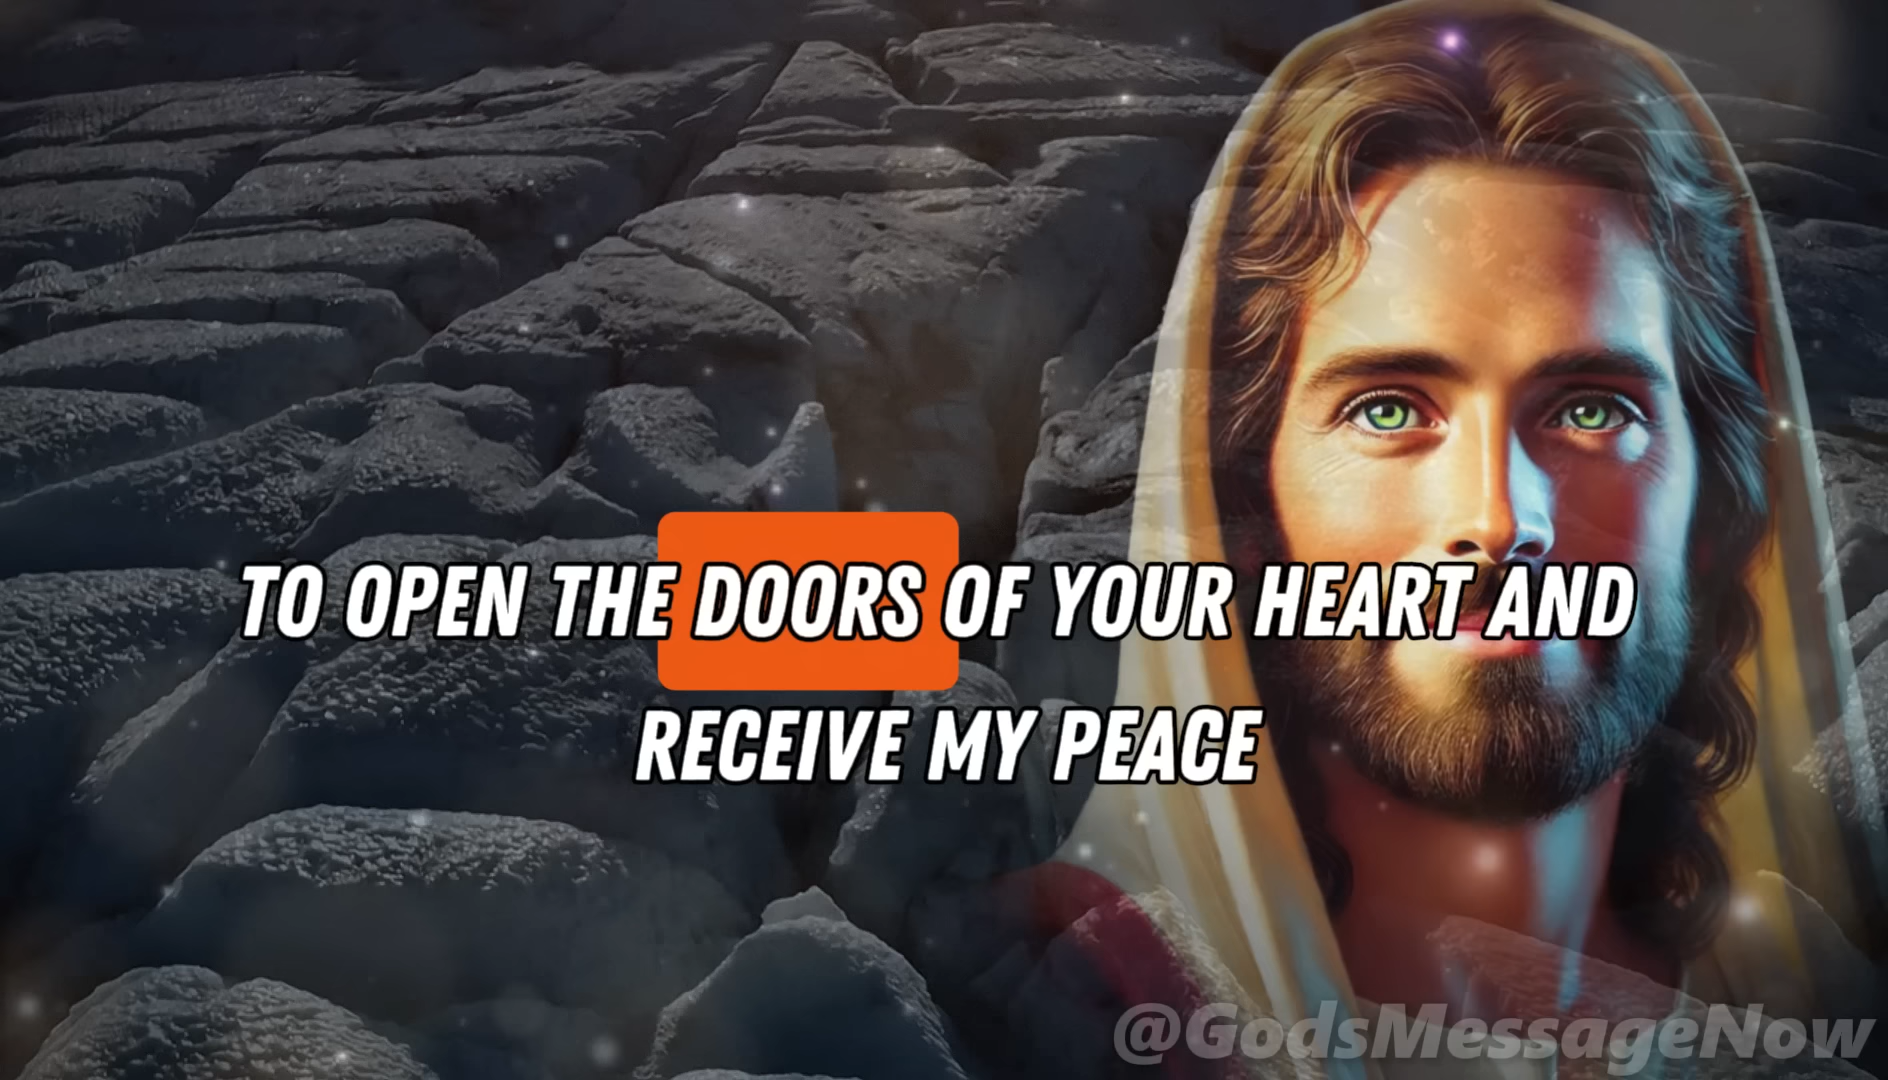 TO OPEN THE DOORS OF YOUR HEART AND
RECEIVE MY PEACE
@GodsMessageNow